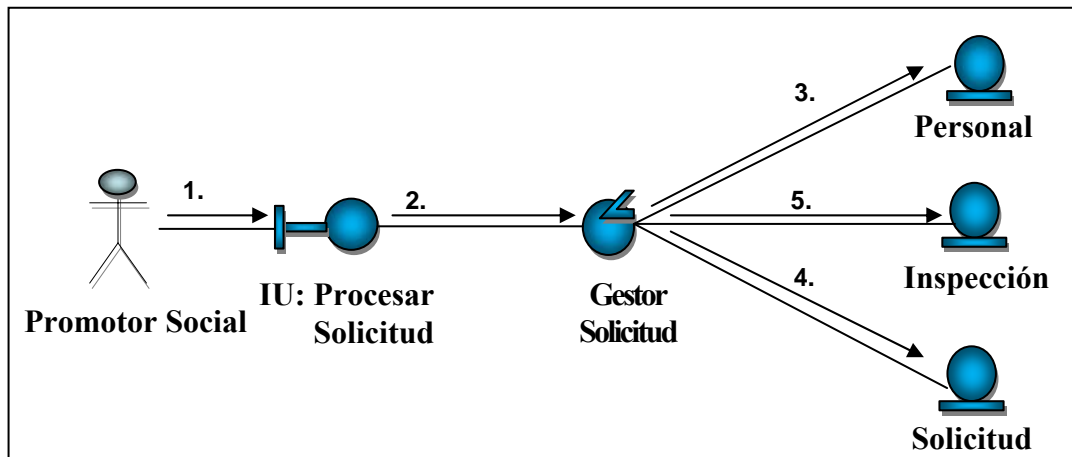 3.
Personal
1.
2.
5.
Inspección
IU: Procesar
Solicitud
Gestor
Solicitud
4.
Promotor Social
Solicitud